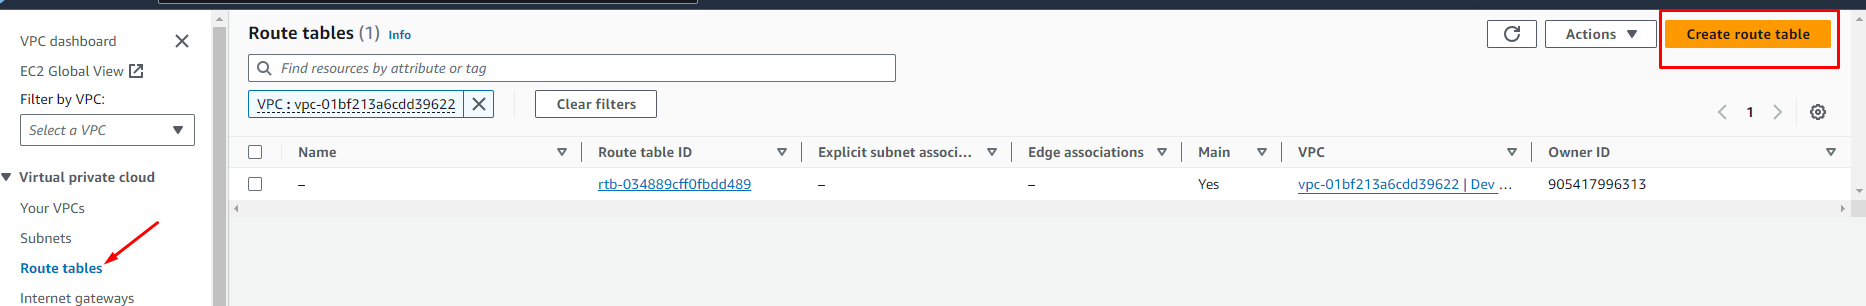 VPC dashboard
EC2 Global View
Filter by VPC:
Select a VPC
Virtual private cloud
Your VPCs
Subnets
Route tables
Internet gateways
Route tables (1) Info
Actions
Create route table
Find resources by attribute or tag
VPC : vpc-01bf213a6cdd39622
Clear filters
1
Name Route table ID Explicit subnet associ... Edge associations Main VPC Owner ID
– rtb-034889cff0fbdd489 – – Yes vpc-01bf213a6cdd39622 | Dev ... 905417996313